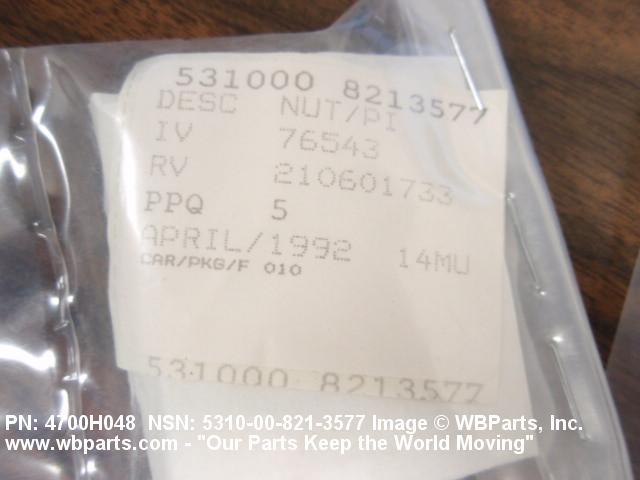 531000 8213577
DESC NUT/PI
IV 76543
RV 210601733
PPQ 5
APRIL/1992 14MU
CAR/PKG/F 010
531000 8213577
PN: 4700H048 NSN: 5310-00-821-3577 Image © WBParts, Inc.
www.wbparts.com - "Our Parts Keep the World Moving"